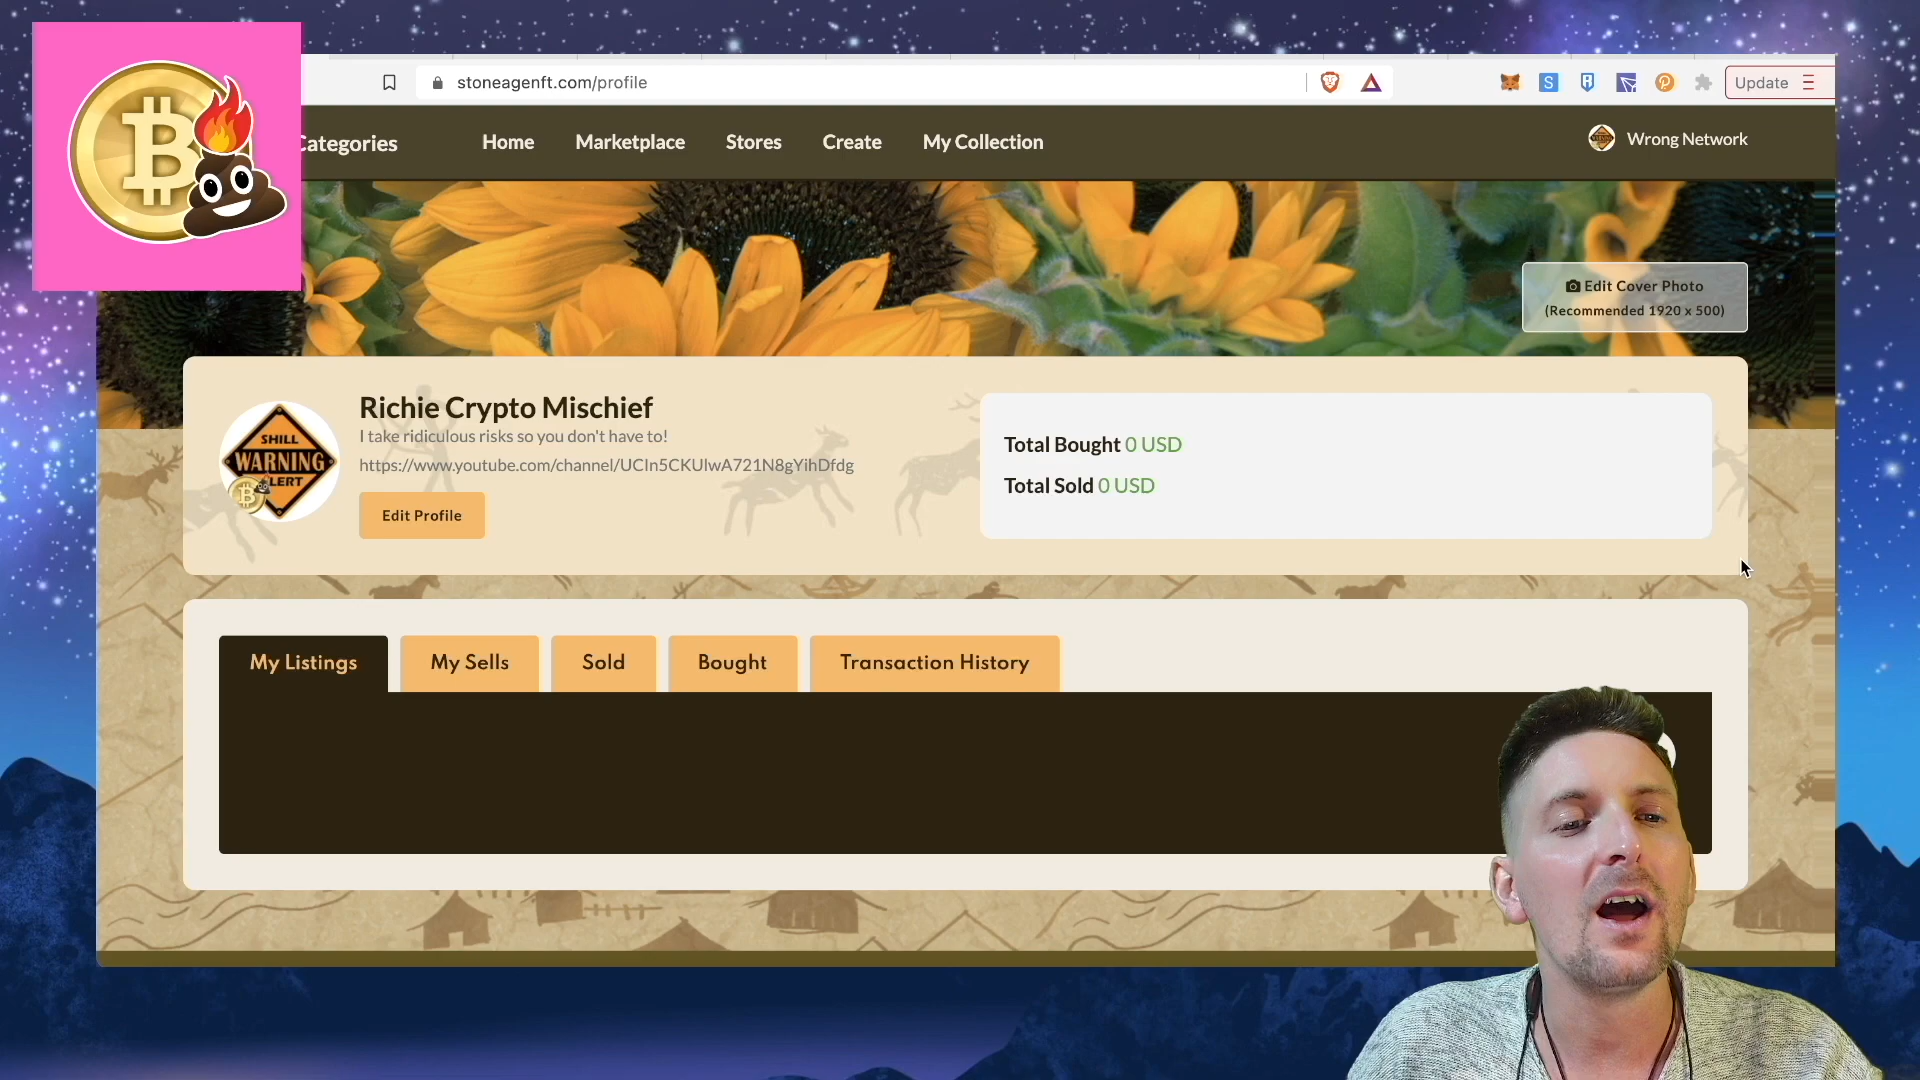 stoneagenft.com/profile
Update
Categories
Home
Marketplace
Stores
Create
My Collection
Wrong Network
Edit Cover Photo
(Recommended 1920 x 500)
SHILL
WARNING
LERT
Richie Crypto Mischief
I take ridiculous risks so you don't have to!
https://www.youtube.com/channel/UCIn5CKUlwA721N8gYihDfdg
Edit Profile
Total Bought 0 USD
Total Sold 0 USD
My Listings
My Sells
Sold
Bought
Transaction History